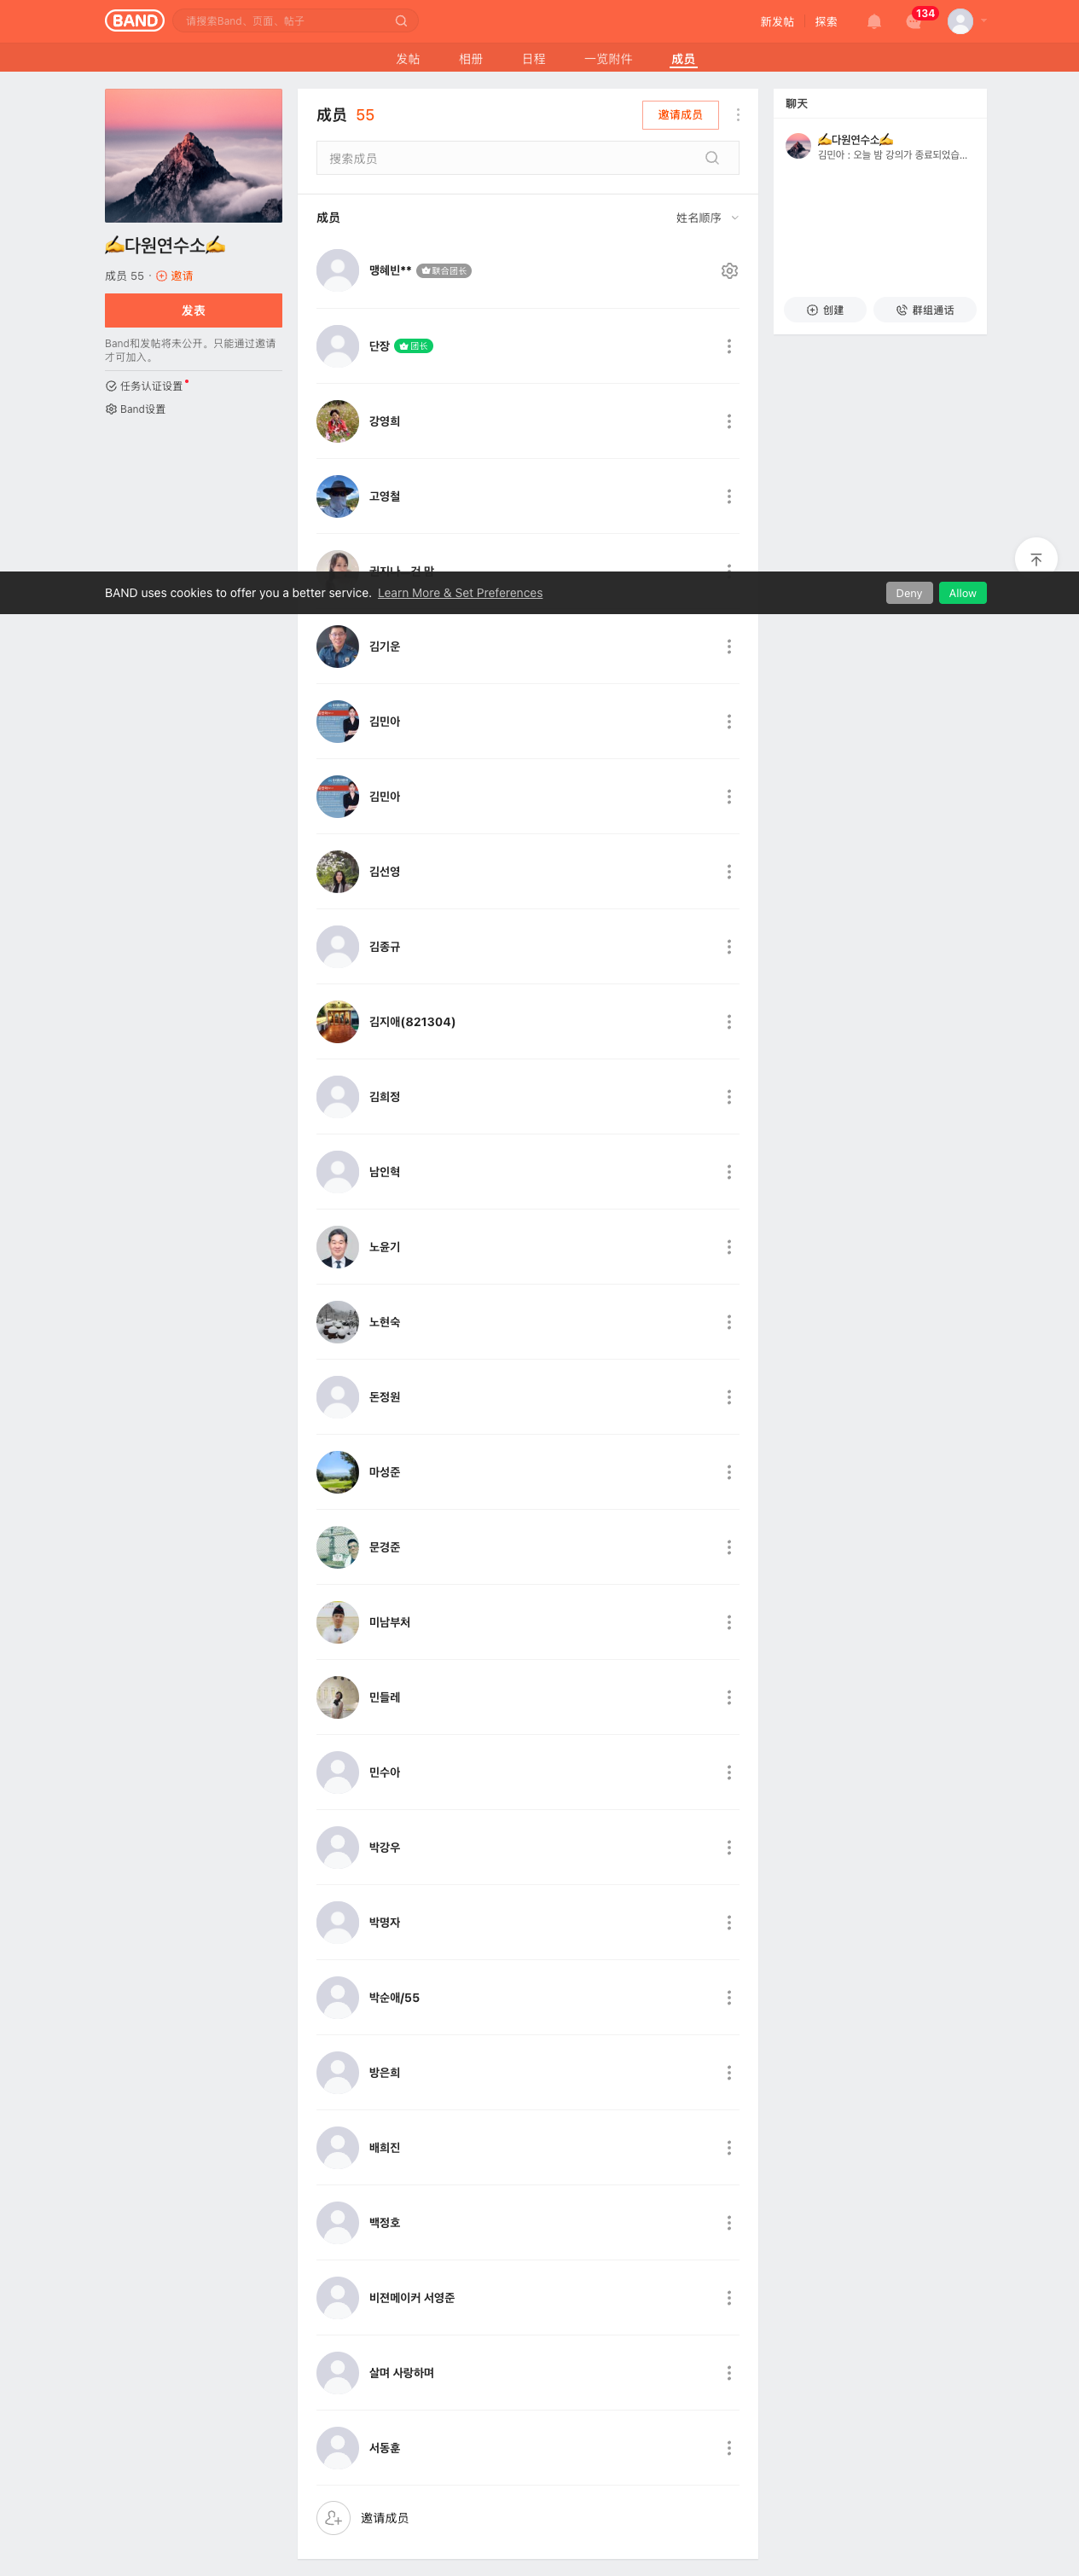 BAND
请搜索Band、页面、帖子
新发帖
探索
134
发帖
相册
日程
一览附件
成员
✍️다원연수소✍️
成员 55 · 邀请
发表
Band和发帖将未公开。只能通过邀请
才可加入。
任务认证设置
Band设置
成员 55
邀请成员
搜索成员
成员
姓名顺序
맹혜빈** 联合团长
단장 团长
강영희
고영철
BAND uses cookies to offer you a better service. Learn More & Set Preferences
Deny
Allow
김기운
김민아
김민아
김선영
김종규
김지애(821304)
김희정
남인혁
노윤기
노현숙
돈정원
마성준
문경준
미남부처
민들레
민수아
박강우
박명자
박순애/55
방은희
배희진
백정호
비젼메이커 서영준
살며 사랑하며
서동훈
邀请成员
聊天
✍️다원연수소✍️
김민아 : 오늘 밤 강의가 종료되었습...
创建
群组通话